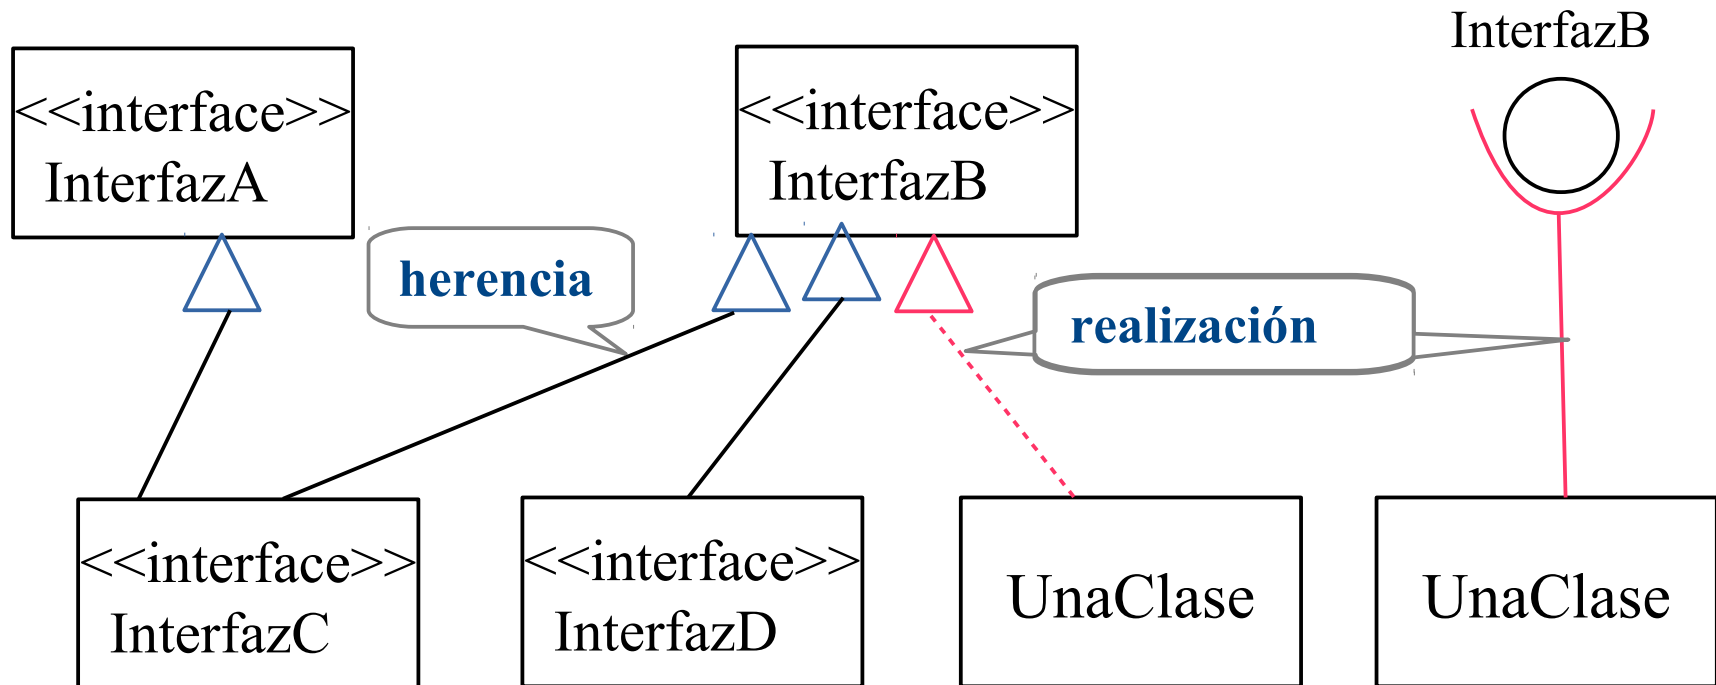 InterfazB
<<interface>>
InterfazA
<<interface>>
InterfazB
herencia
realización
<<interface>>
InterfazC
<<interface>>
InterfazD
UnaClase
UnaClase